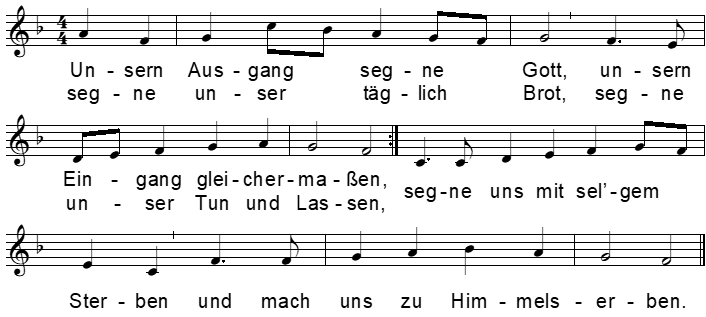 4
4
Un - sern Aus - gang seg - ne Gott, un - sern
seg - ne un - ser täg - lich Brot, seg - ne
Ein - gang glei - cher - ma - ßen,
un - ser Tun und Las - sen,
seg - ne uns mit sel’ - gem
Ster - ben und mach uns zu Him - mels - er - ben.